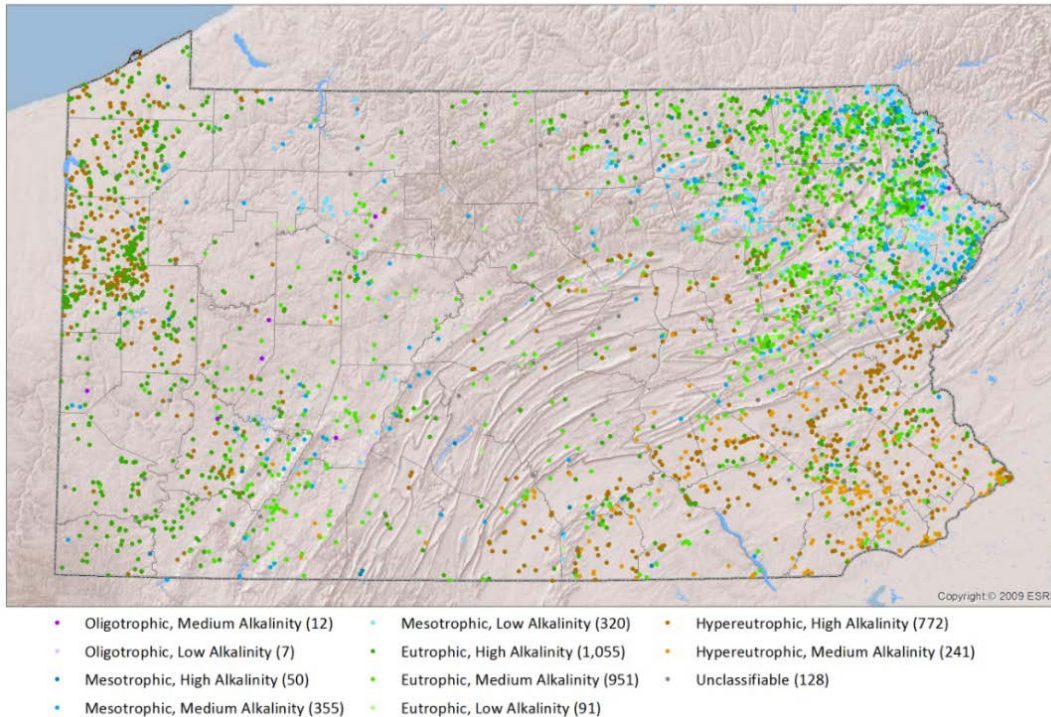 Copyright:© 2009 ESR
Oligotrophic, Medium Alkalinity (12)
Oligotrophic, Low Alkalinity (7)
Mesotrophic, High Alkalinity (50)
Mesotrophic, Medium Alkalinity (355)
Mesotrophic, Low Alkalinity (320)
Eutrophic, High Alkalinity (1,055)
Eutrophic, Medium Alkalinity (951)
Eutrophic, Low Alkalinity (91)
Hypereutrophic, High Alkalinity (772)
Hypereutrophic, Medium Alkalinity (241)
Unclassifiable (128)